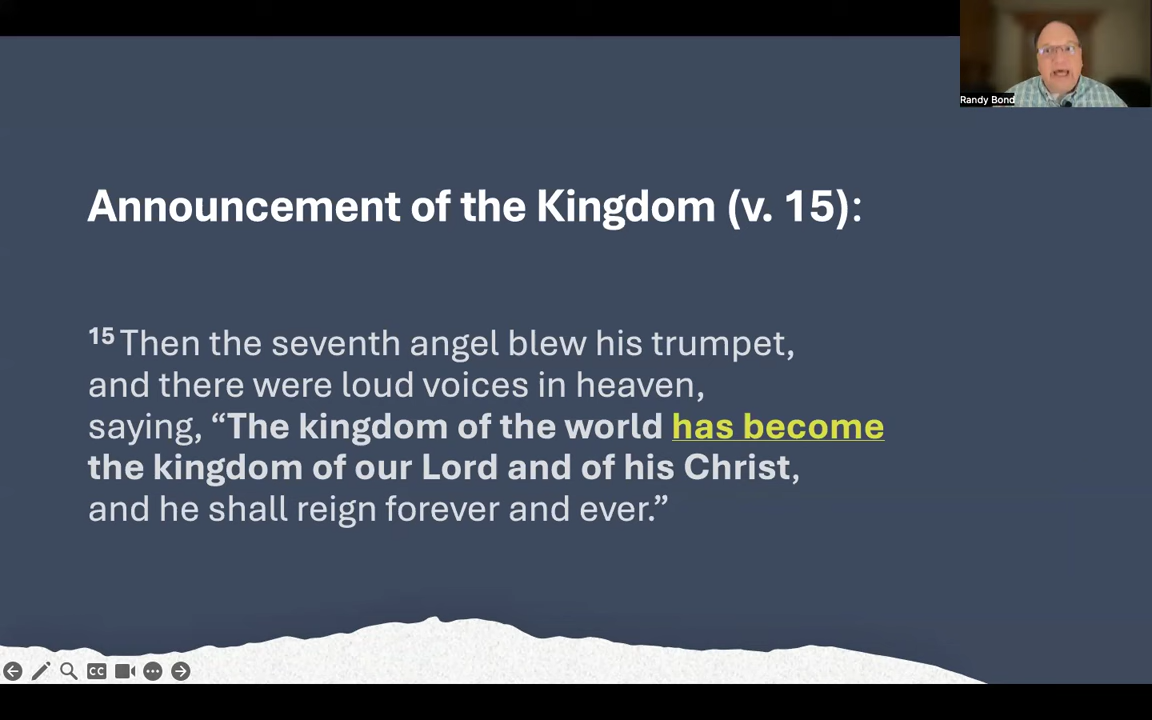 Randy Bond
Announcement of the Kingdom (v. 15):
15 Then the seventh angel blew his trumpet,
and there were loud voices in heaven,
saying, “The kingdom of the world has become
the kingdom of our Lord and of his Christ,
and he shall reign forever and ever.”
CC